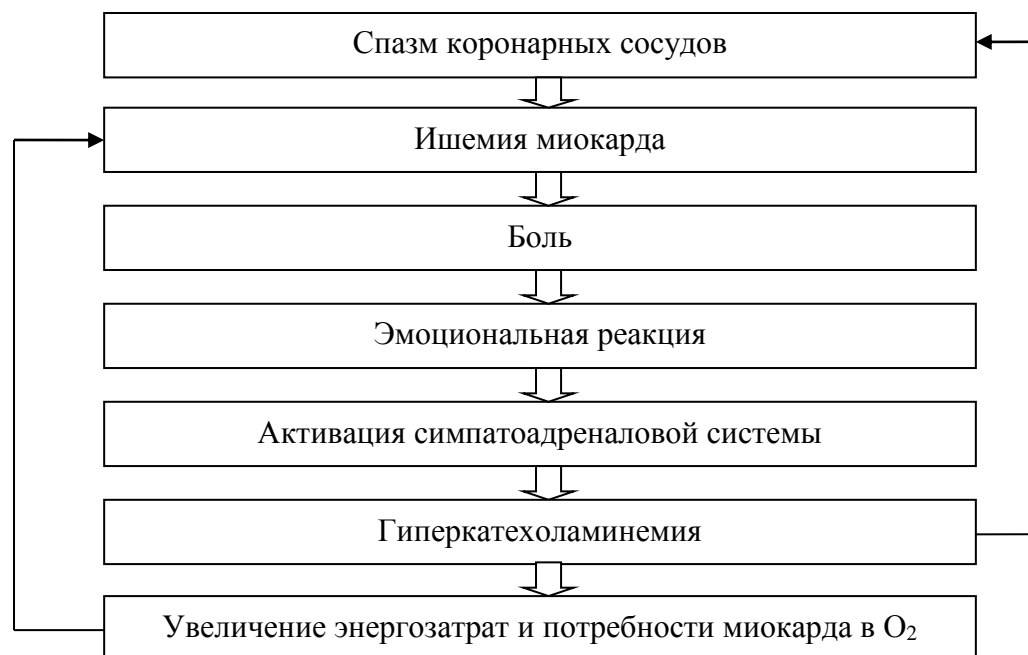 Спазм коронарных сосудов
Ишемия миокарда
Боль
Эмоциональная реакция
Активация симпатоадреналовой системы
Гиперкатехоламинемия
Увеличение энергозатрат и потребности миокарда в O₂